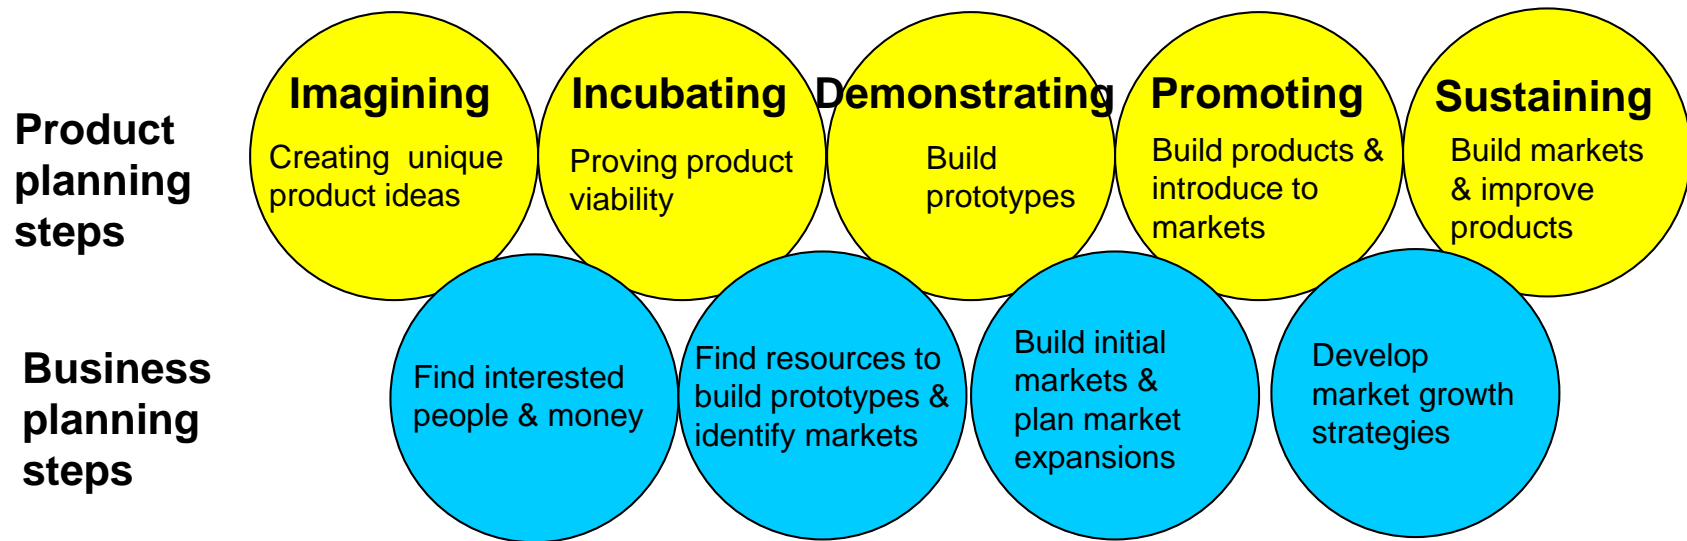 Product
planning
steps
Imagining
Creating  unique
product ideas
Incubating
Proving product
viability
Demonstrating
Build
prototypes
Promoting
Build products &
introduce to
markets
Sustaining
Build markets
& improve
products
Business
planning
steps
Find interested
people & money
Find resources to
build prototypes &
identify markets
Build initial
markets &
plan market
expansions
Develop
market growth
strategies